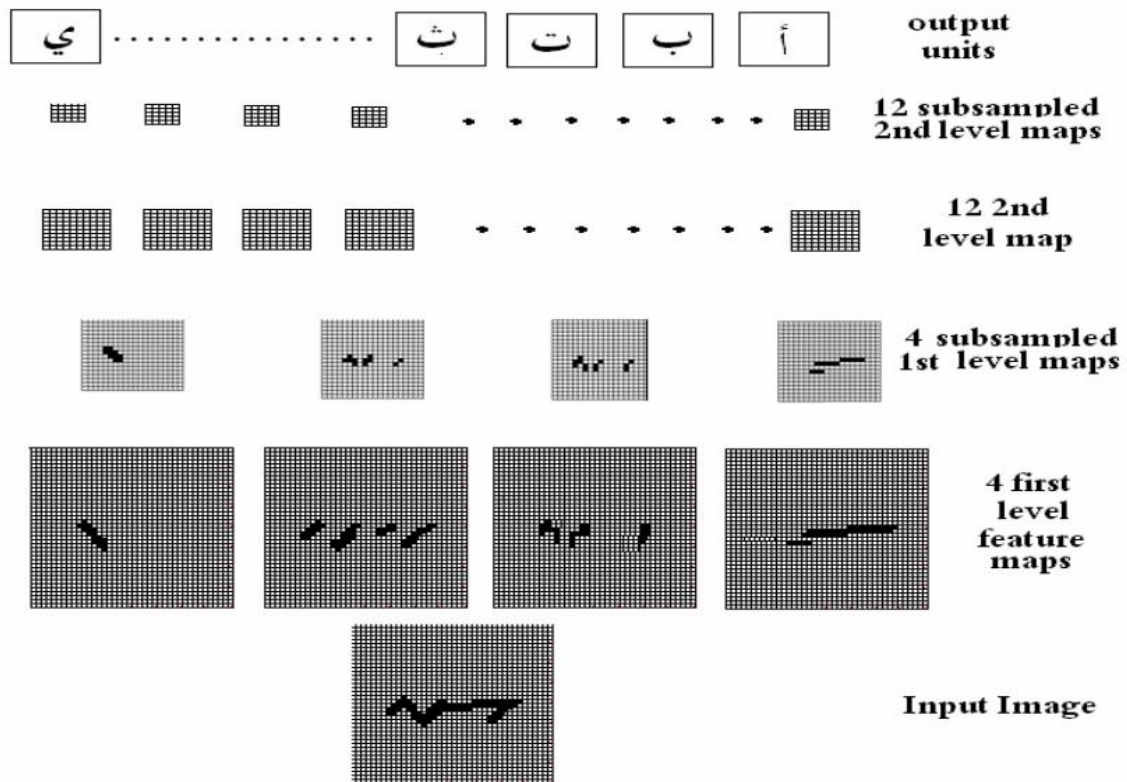 ي
ث
ت
ب
أ
output
units
12 subsampled
2nd level maps
12 2nd
level map
4 subsampled
1st level maps
4 first
level
feature
maps
Input Image